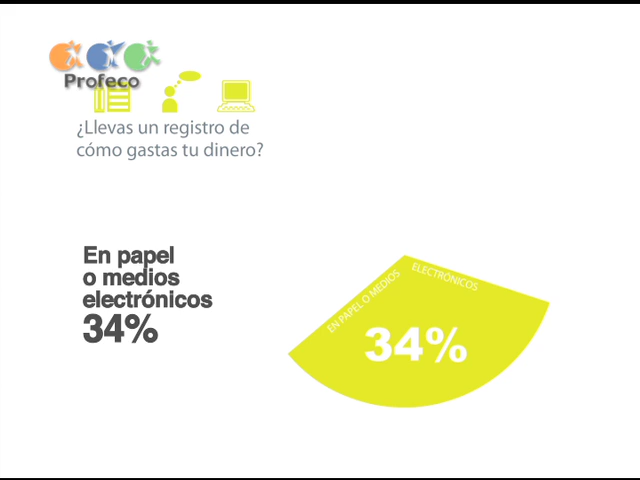 Profeco
¿Llevas un registro de
cómo gastas tu dinero?
En papel
o medios
electrónicos
34%
EN PAPEL O MEDIOS
ELECTRÓNICOS
34%